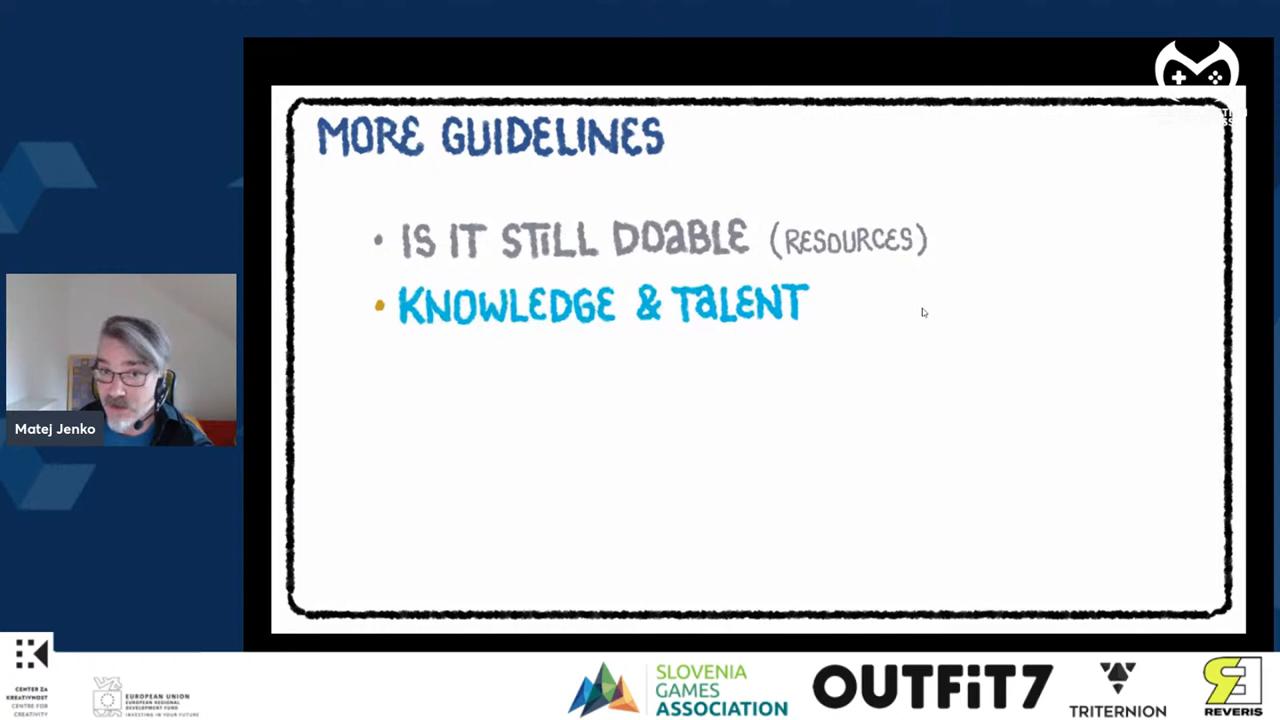 MORE GUIDELINES
• IS IT STILL DOABLE (RESOURCES)
• KNOWLEDGE & TALENT
Matej Jenko
CENTER ZA
KREATIVNOST
CENTRE FOR
CREATIVITY
EUROPEAN UNION
EUROPEAN REGIONAL
DEVELOPMENT FUND
INVESTING IN YOUR FUTURE
SLOVENIA
GAMES
ASSOCIATION
OUTFIT7
TRITERNION
REVERIS